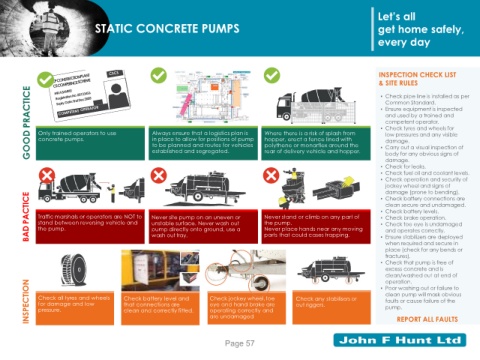 STATIC CONCRETE PUMPS
Let's all
get home safely,
every day
GOOD PRACTICE
CPCS
Only trained operators to use
concrete pumps.
Always ensure that a logistics plan is
in place to allow for positions of pump
to be planned and routes for vehicles
established and segregated.
Where there is a risk of splash from
hopper, erect a fence lined with
polythene or monarflex around the
rear of delivery vehicle and hopper.
BAD PACTICE
Traffic marshals or operators are NOT to
stand between reversing vehicle and
the pump.
Never site pump on an uneven or
unstable surface. Never wash out
pump directly onto ground, use a
wash out tray.
Never stand or climb on any part of
the pump.
Never place hands near any moving
parts that could cases trapping.
INSPECTION
Check all tyres and wheels
for damage and low
pressure.
Check battery level and
that connections are
clean and correctly fitted.
Check jockey wheel, toe
eye and hand brake are
operating correctly and
are undamaged
Check any stabilisers or
outriggers.
INSPECTION CHECK LIST
& SITE RULES
• Check pipe line is installed as per
Common Standard.
• Ensure equipment is inspected
and used by a trained and
competent operator.
• Check tyres and wheels for
low pressures and any visible
damage.
• Carry out a visual inspection of
body for any obvious signs of
damage.
• Check for leaks.
• Check fuel oil and coolant levels.
• Check operation and security of
jockey wheel and signs of
damage (prone to bending).
• Check battery connections are
clean secure and undamaged.
• Check battery levels.
• Check brake operation.
• Check toe eye is undamaged
and operates correctly.
• Ensure stabilizers are deployed
when required and secure in
place (check for any bends or
fractures).
• Check that pump is free of
excess concrete and is
clean/washed out at end of
operation.
• Poor washing out or failure to
clean pump will mask obvious
faults or cause failure of the
pump.
REPORT ALL FAULTS
Page 57
John F Hunt Ltd